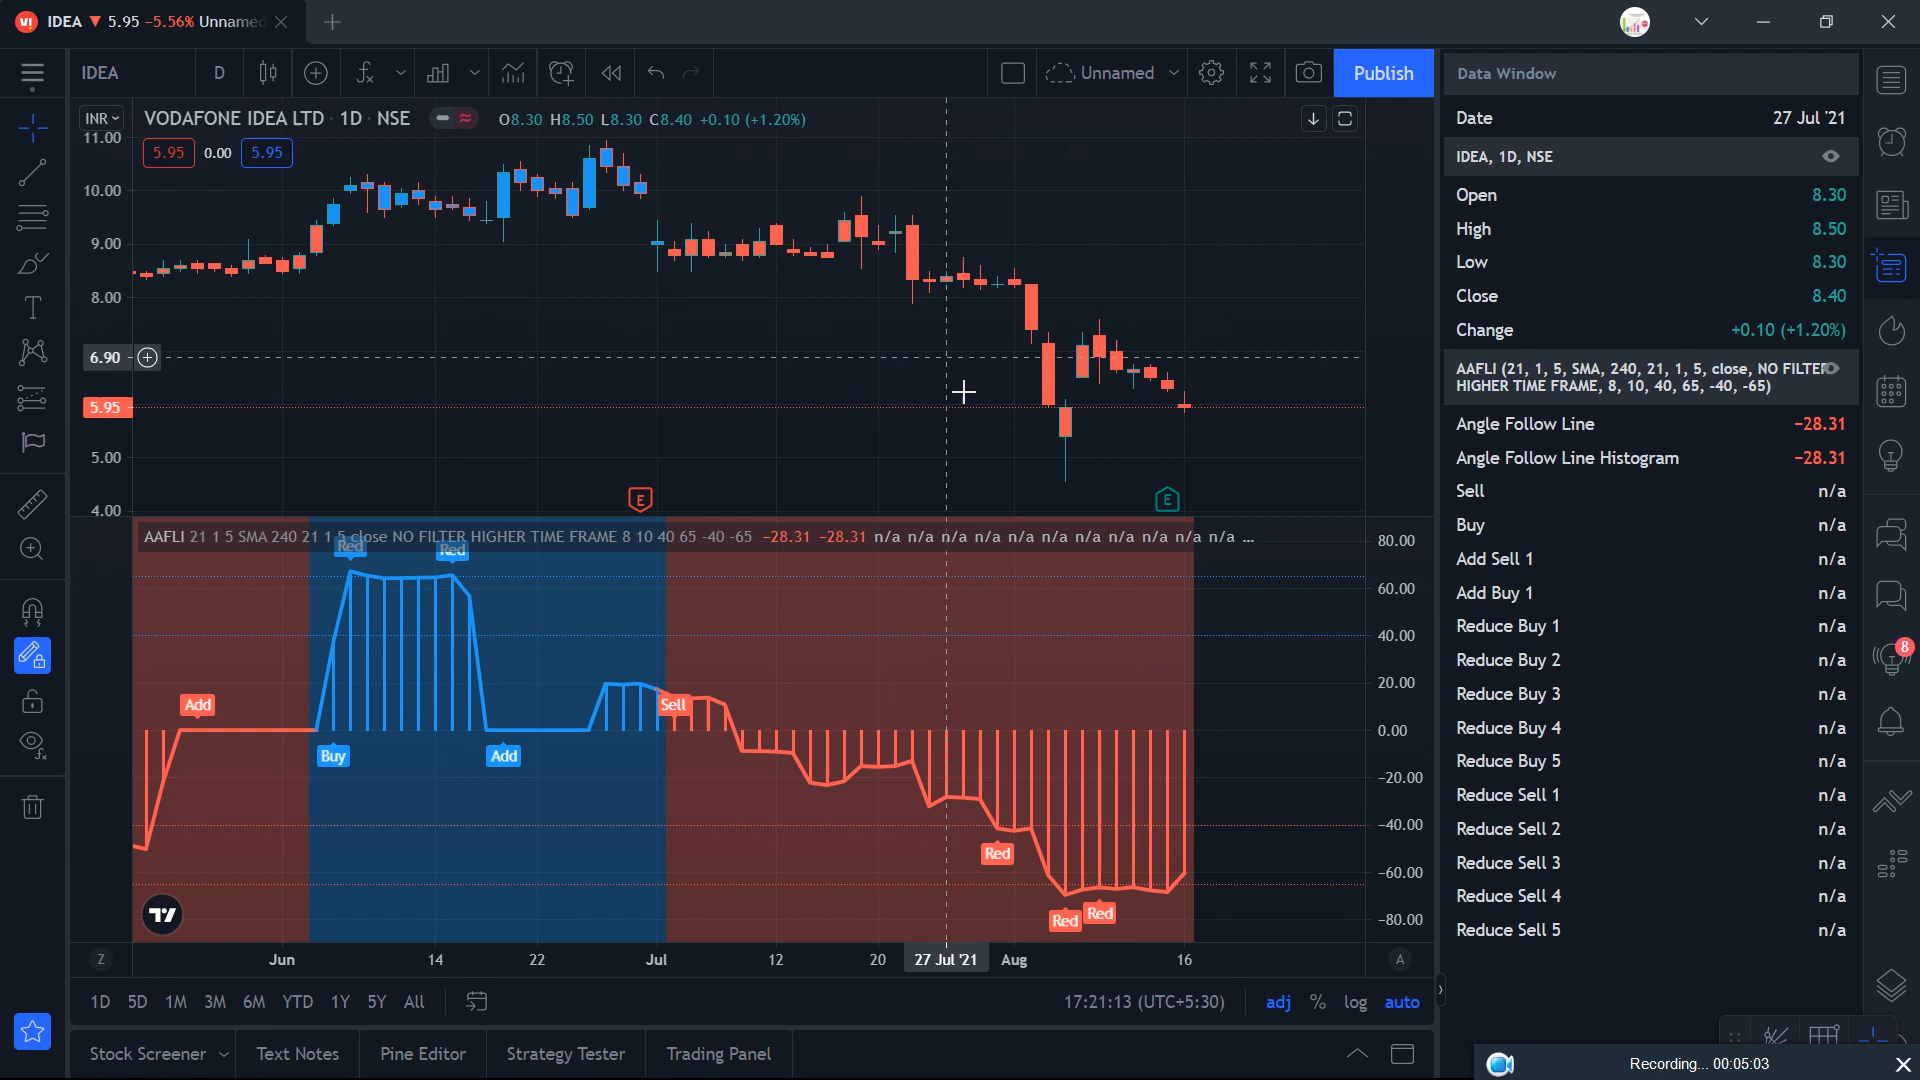 IDEA ▼ 5.95 −5.56% Unnamed
IDEA D Unnamed Publish
INR VODAFONE IDEA LTD · 1D · NSE O8.30 H8.50 L8.30 C8.40 +0.10 (+1.20%)
5.95 0.00 5.95
11.00
10.00
9.00
8.00
6.90
5.95
5.00
4.00
E
E
AAFLI 21 1 5 SMA 240 21 1 5 close NO FILTER HIGHER TIME FRAME 8 10 40 65 -40 -65 −28.31 −28.31 n/a n/a n/a n/a n/a n/a n/a n/a n/a n/a n/a ...
Red
Red
Add
Buy
Add
Sell
Red
Red
Red
80.00
60.00
40.00
20.00
0.00
−20.00
−40.00
−60.00
−80.00
Z Jun 14 22 Jul 12 20 27 Jul '21 Aug 16 A
1D 5D 1M 3M 6M YTD 1Y 5Y All 17:21:13 (UTC+5:30) adj % log auto
Stock Screener Text Notes Pine Editor Strategy Tester Trading Panel
Data Window
Date 27 Jul '21
IDEA, 1D, NSE
Open 8.30
High 8.50
Low 8.30
Close 8.40
Change +0.10 (+1.20%)
AAFLI (21, 1, 5, SMA, 240, 21, 1, 5, close, NO FILTER
HIGHER TIME FRAME, 8, 10, 40, 65, -40, -65)
Angle Follow Line −28.31
Angle Follow Line Histogram −28.31
Sell n/a
Buy n/a
Add Sell 1 n/a
Add Buy 1 n/a
Reduce Buy 1 n/a
Reduce Buy 2 n/a
Reduce Buy 3 n/a
Reduce Buy 4 n/a
Reduce Buy 5 n/a
Reduce Sell 1 n/a
Reduce Sell 2 n/a
Reduce Sell 3 n/a
Reduce Sell 4 n/a
Reduce Sell 5 n/a
8
Recording... 00:05:03